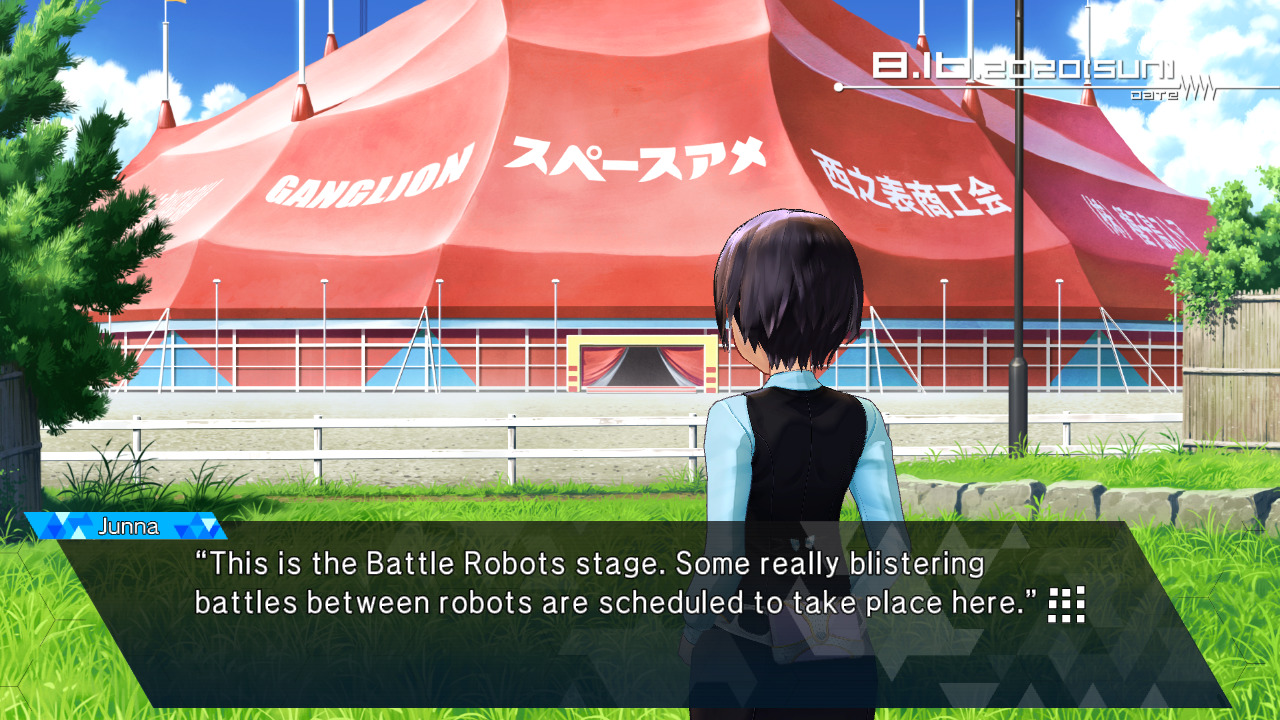 8.16.2020(SUN)
DATE
GANGLION
スペースアメ
西之表商工会
Junna
“This is the Battle Robots stage. Some really blistering
battles between robots are scheduled to take place here.”